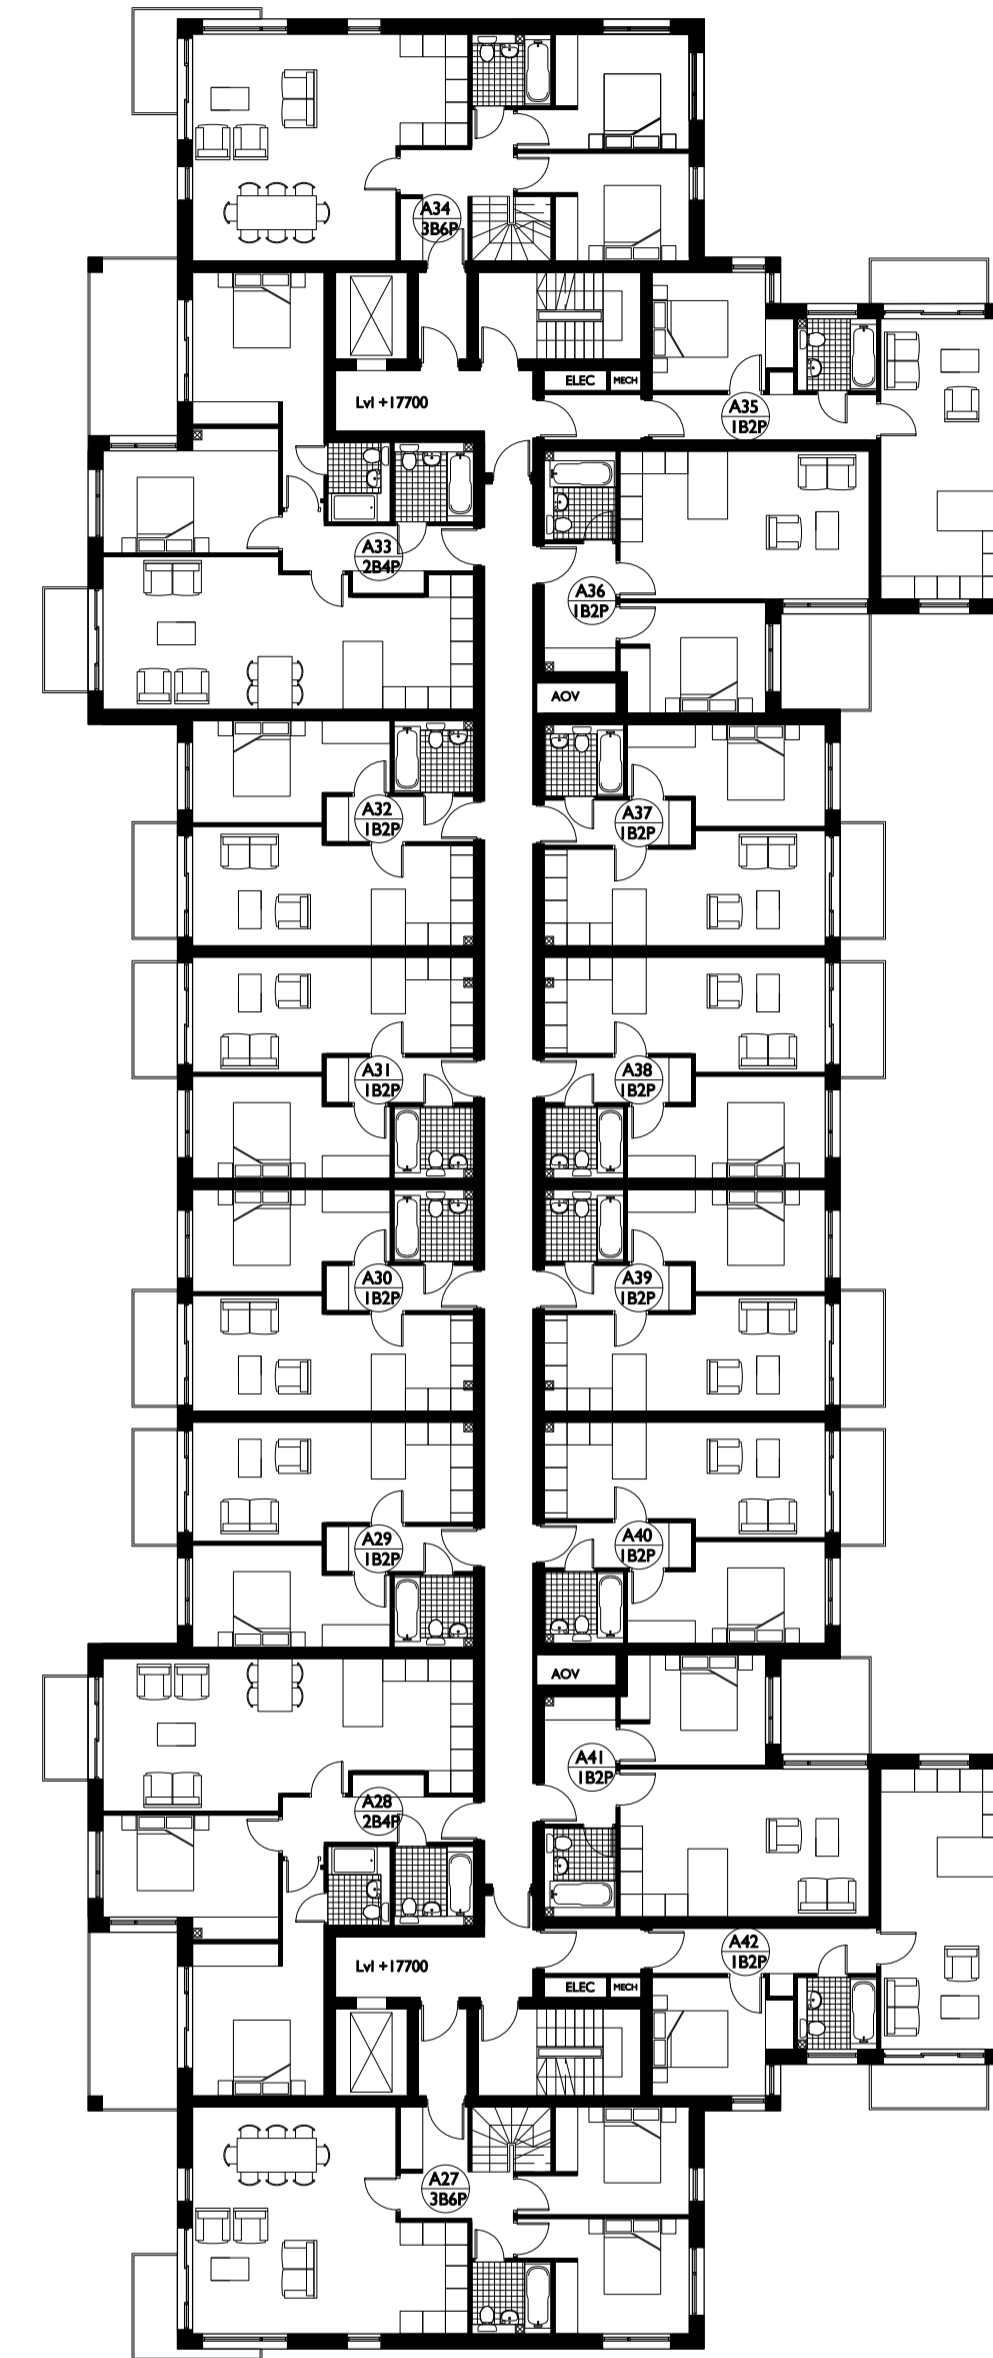 A34
3B6P
ELEC
MECH
Lvl +17700
A35
1B2P
A33
2B4P
A36
1B2P
AOV
A32
1B2P
A37
1B2P
A31
1B2P
A38
1B2P
A30
1B2P
A39
1B2P
A29
1B2P
A40
1B2P
AOV
A41
1B2P
A28
2B4P
A42
1B2P
Lvl +17700
ELEC
MECH
A27
3B6P